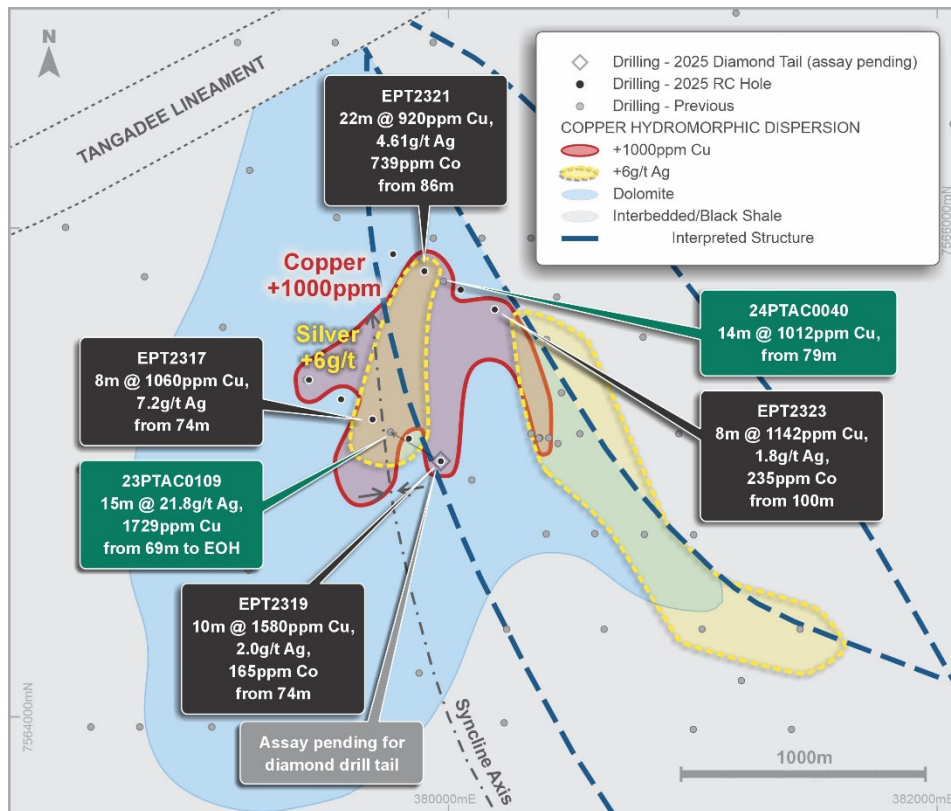 N
TANGADEE LINEAMENT
EPT2321
22m @ 920ppm Cu,
4.61g/t Ag
739ppm Co
from 86m
Drilling - 2025 Diamond Tail (assay pending)
Drilling - 2025 RC Hole
Drilling - Previous
COPPER HYDROMORPHIC DISPERSION
+1000ppm Cu
+6g/t Ag
Dolomite
Interbedded/Black Shale
Interpreted Structure
7566000mN
Copper
+1000ppm
Silver
+6g/t
24PTAC0040
14m @ 1012ppm Cu,
from 79m
EPT2317
8m @ 1060ppm Cu,
7.2g/t Ag
from 74m
EPT2323
8m @ 1142ppm Cu,
1.8g/t Ag,
235ppm Co
from 100m
23PTAC0109
15m @ 21.8g/t Ag,
1729ppm Cu
from 69m to EOH
EPT2319
10m @ 1580ppm Cu,
2.0g/t Ag,
165ppm Co
from 74m
Assay pending for
diamond drill tail
Syncline Axis
7564000mN
1000m
380000mE
382000mE